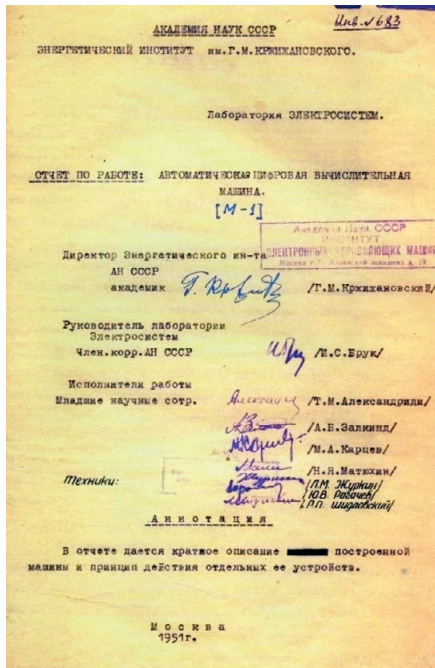 Инв. №683
АКАДЕМИЯ НАУК СССР
ЭНЕРГЕТИЧЕСКИЙ ИНСТИТУТ им.Г.М.КРЖИЖАНОВСКОГО.
Лаборатория ЭЛЕКТРОСИСТЕМ.
ОТЧЕТ ПО РАБОТЕ: АВТОМАТИЧЕСКАЯ ЦИФРОВАЯ ВЫЧИСЛИТЕЛЬНАЯ
МАШИНА.
[М-1]
Академия Наук СССР
ИНСТИТУТ
ЭЛЕКТРОННЫХ УПРАВЛЯЮЩИХ МАШИН
Директор Энергетического ин-та
АН СССР
академик /Г.М.Кржижановский/
Руководитель лаборатории
Электросистем
Член.корр.АН СССР /И.С.Брук/
Исполнители работы
Младшие научные сотр. /Т.М.Александриди/
/А.Б.Залкинд/
/М.А.Карцев/
/Н.Я.Матюхин/
Техники: /Л.М. Журкин/
/Ю.В. Рогачев/
/Р.П. Шидловский/
Аннотация
В отчете дается краткое описание построенной
машины и принцип действия отдельных ее устройств.
Москва
1951г.